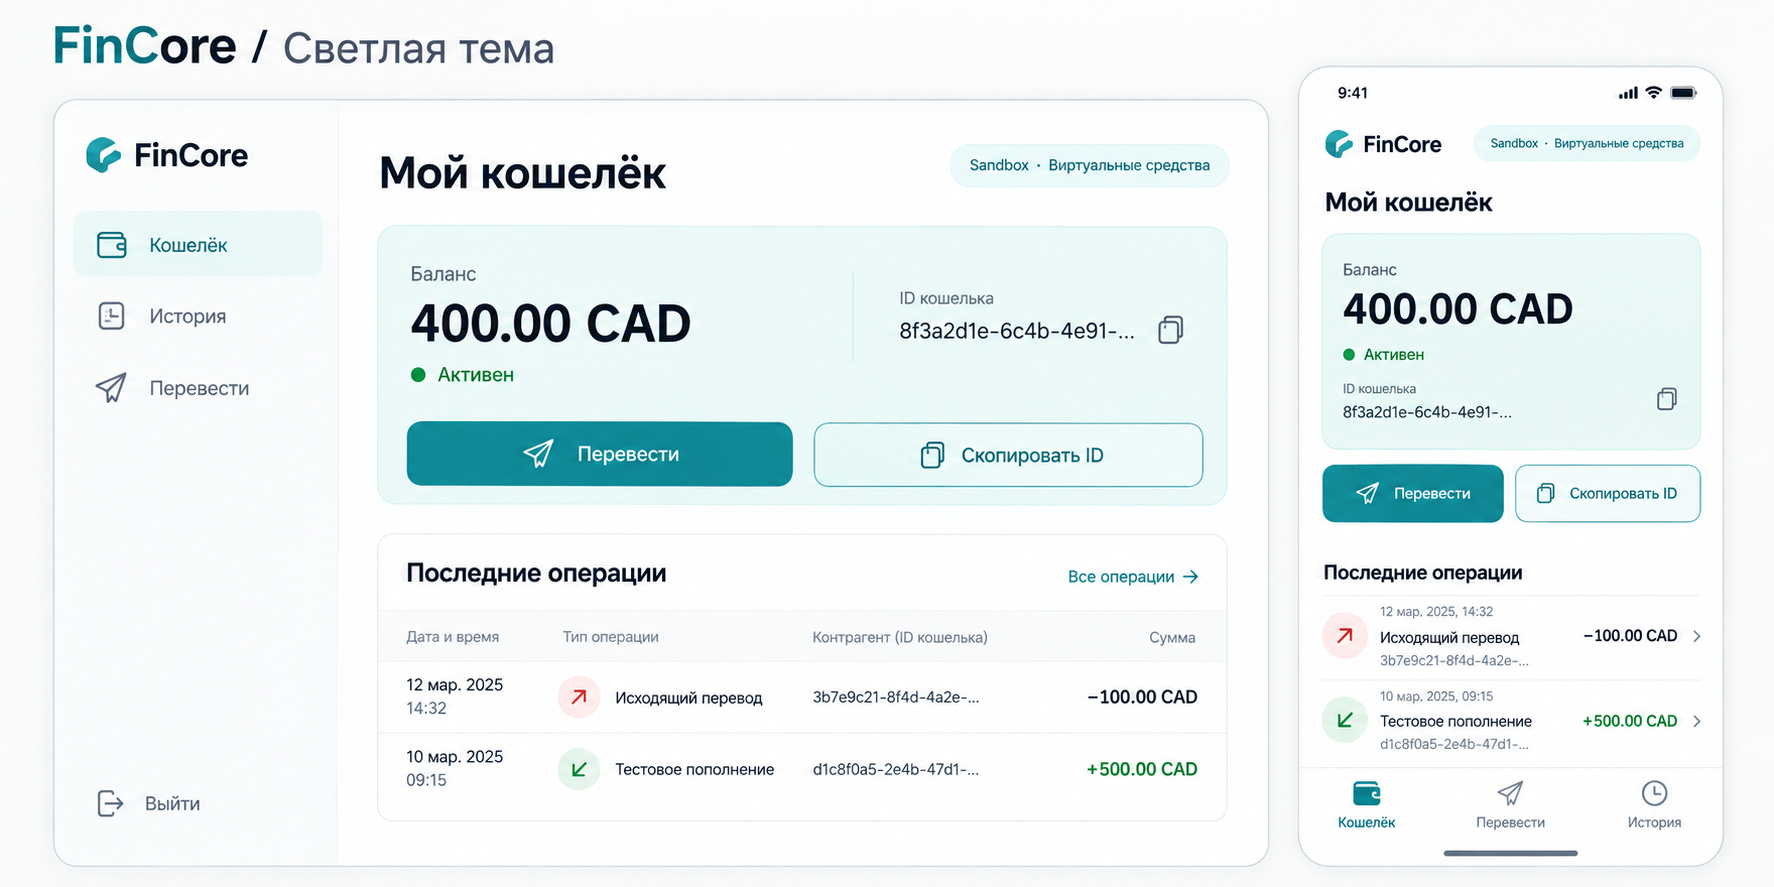 FinCore / Светлая тема
FinCore
Кошелёк
История
Перевести
Выйти
Мой кошелёк
Sandbox · Виртуальные средства
Баланс
400.00 CAD
Активен
ID кошелька
8f3a2d1e-6c4b-4e91-...
Перевести
Скопировать ID
Последние операции
Все операции →
Дата и время Тип операции Контрагент (ID кошелька) Сумма
12 мар. 2025
14:32
Исходящий перевод 3b7e9c21-8f4d-4a2e-... −100.00 CAD
10 мар. 2025
09:15
Тестовое пополнение d1c8f0a5-2e4b-47d1-... +500.00 CAD
9:41
FinCore
Sandbox · Виртуальные средства
Мой кошелёк
Баланс
400.00 CAD
Активен
ID кошелька
8f3a2d1e-6c4b-4e91-...
Перевести
Скопировать ID
Последние операции
12 мар. 2025, 14:32
Исходящий перевод −100.00 CAD
3b7e9c21-8f4d-4a2e-...
10 мар. 2025, 09:15
Тестовое пополнение +500.00 CAD
d1c8f0a5-2e4b-47d1-...
Кошелёк Перевести История